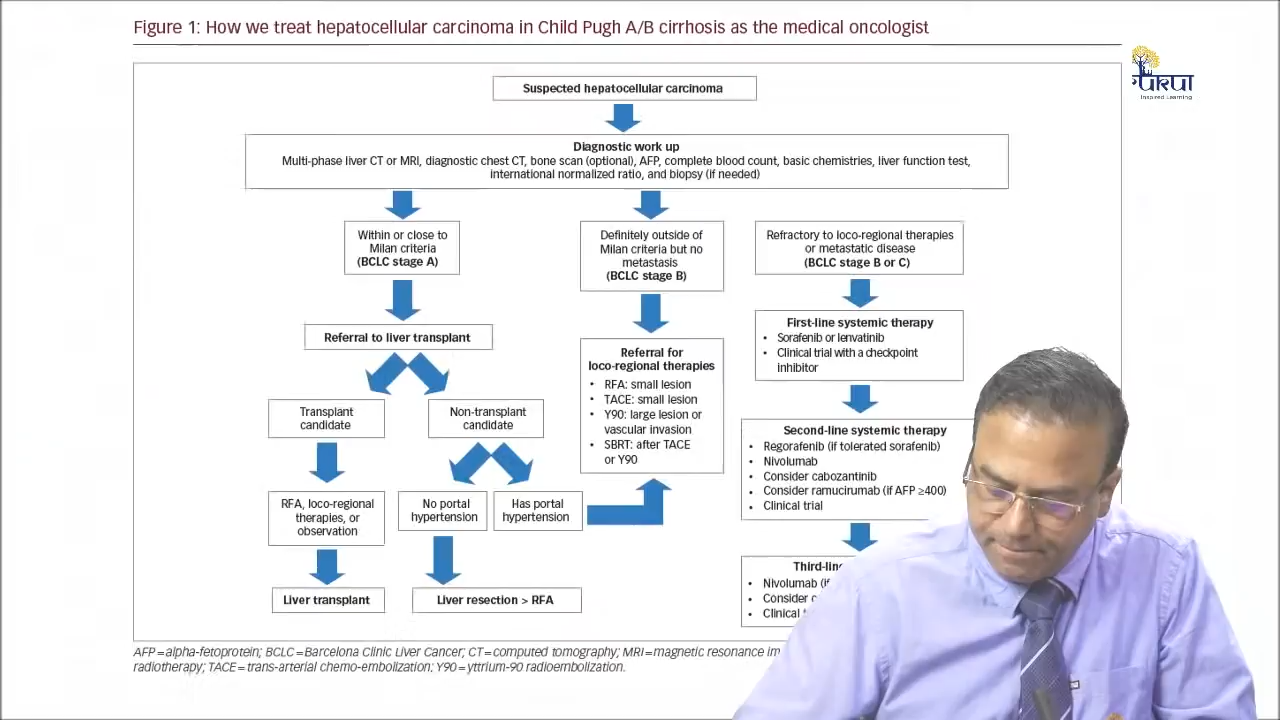 Figure 1: How we treat hepatocellular carcinoma in Child Pugh A/B cirrhosis as the medical oncologist
Inspired Learning
Suspected hepatocellular carcinoma
Diagnostic work up
Multi-phase liver CT or MRI, diagnostic chest CT, bone scan (optional), AFP, complete blood count, basic chemistries, liver function test,
international normalized ratio, and biopsy (if needed)
Within or close to
Milan criteria
(BCLC stage A)
Referral to liver transplant
Transplant
candidate
Non-transplant
candidate
RFA, loco-regional
therapies, or
observation
No portal
hypertension
Has portal
hypertension
Liver transplant
Liver resection > RFA
Definitely outside of
Milan criteria but no
metastasis
(BCLC stage B)
Referral for
loco-regional therapies
• RFA: small lesion
• TACE: small lesion
• Y90: large lesion or
vascular invasion
• SBRT: after TACE
or Y90
Refractory to loco-regional therapies
or metastatic disease
(BCLC stage B or C)
First-line systemic therapy
• Sorafenib or lenvatinib
• Clinical trial with a checkpoint
inhibitor
Second-line systemic therapy
• Regorafenib (if tolerated sorafenib)
• Nivolumab
• Consider cabozantinib
• Consider ramucirumab (if AFP ≥400)
• Clinical trial
Third-line
• Nivolumab
• Consider
• Clinical
AFP = alpha-fetoprotein; BCLC = Barcelona Clinic Liver Cancer; CT = computed tomography; MRI = magnetic resonance
radiotherapy; TACE = trans-arterial chemo-embolization; Y90 = yttrium-90 radioembolization.